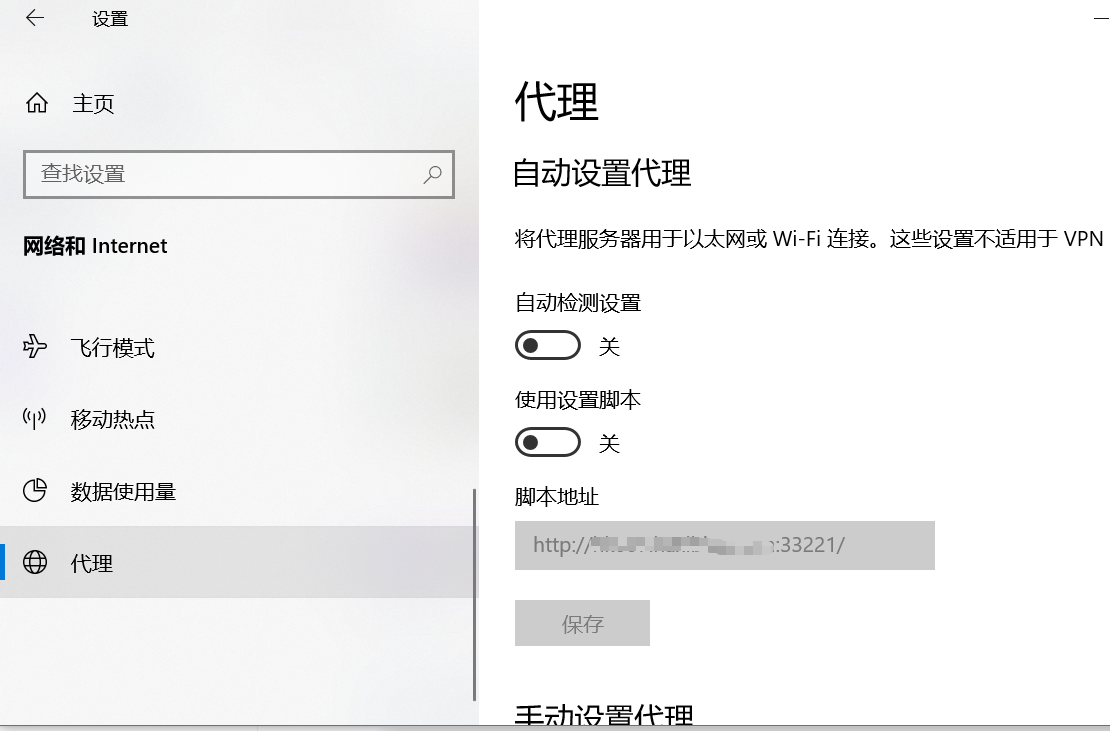 设置
主页
查找设置
网络和 Internet
飞行模式
移动热点
数据使用量
代理
代理
自动设置代理
将代理服务器用于以太网或 Wi-Fi 连接。这些设置不适用于 VPN
自动检测设置
关
使用设置脚本
关
脚本地址
http:// :33221/
保存
手动设置代理